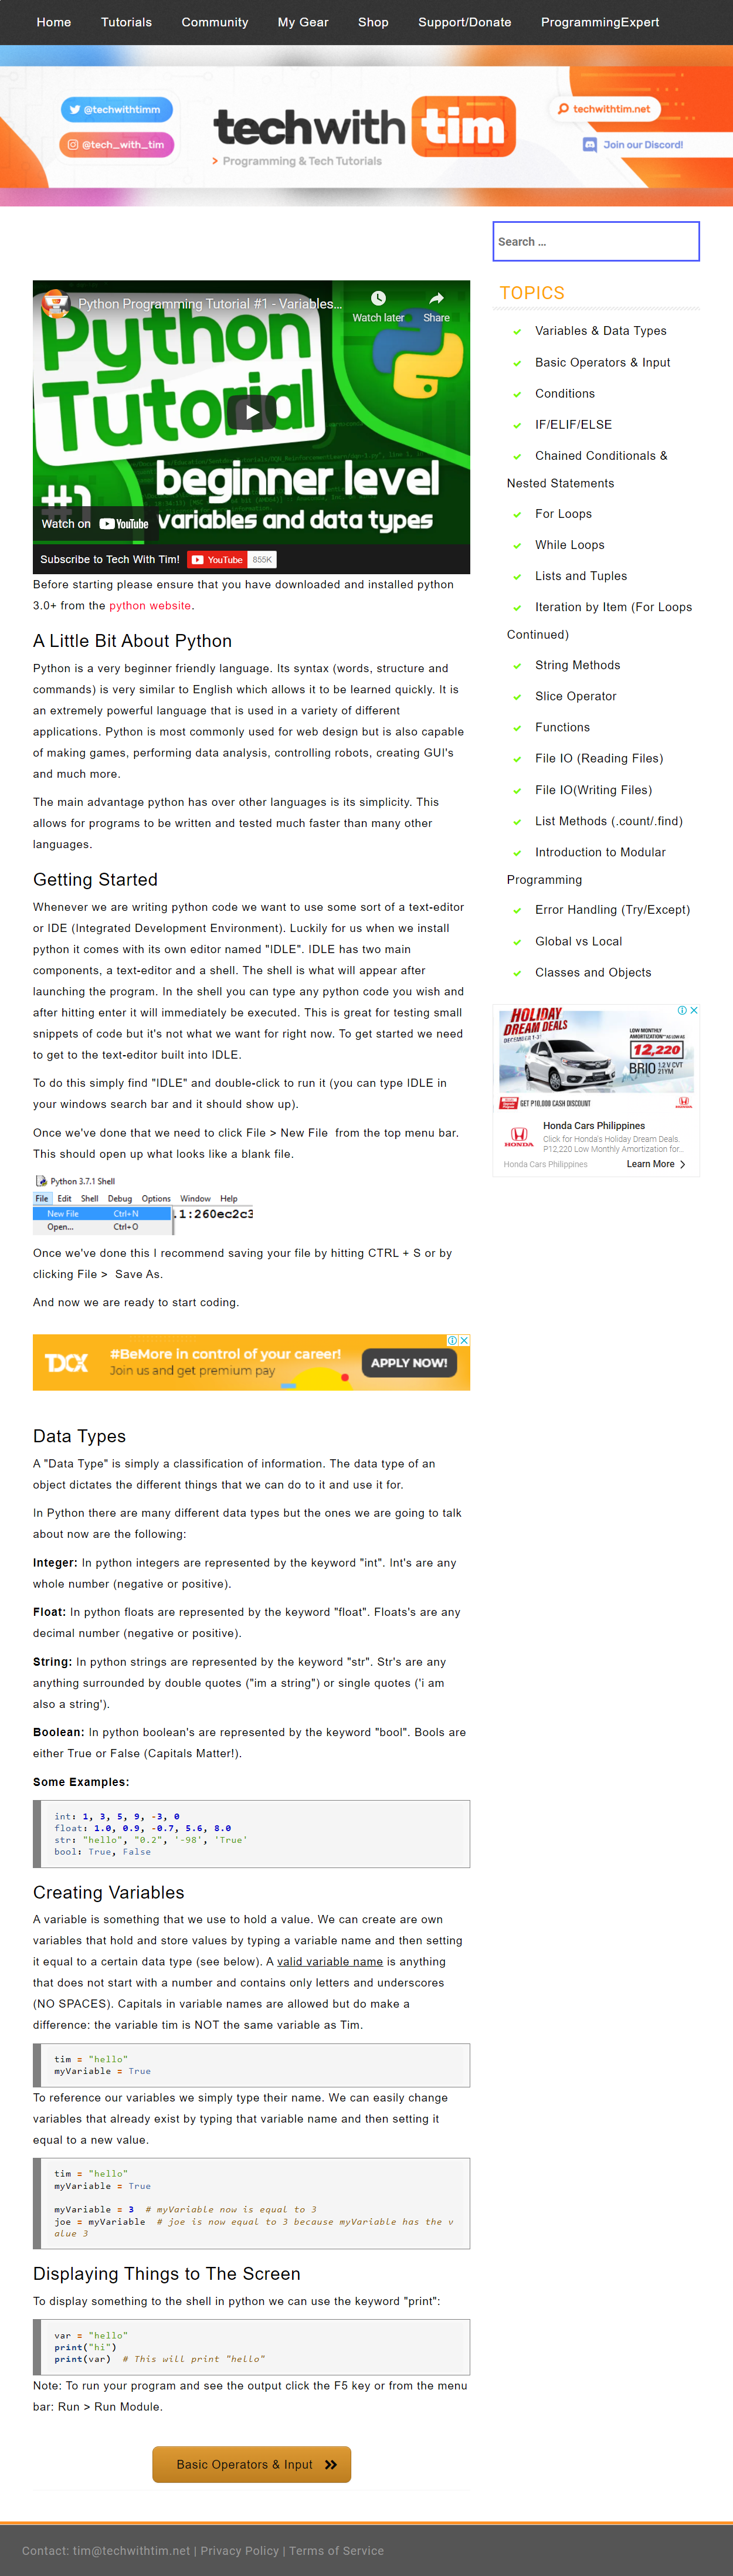 Home Tutorials Community My Gear Shop Support/Donate ProgrammingExpert
@techwithtimm
@tech_with_tim
techwith tim
> Programming & Tech Tutorials
techwithtim.net
Join our Discord!
Search …
Python Programming Tutorial #1 - Variables...
Watch later
Share
Python
Tutorial
#1
beginner level
variables and data types
Watch on YouTube
Subscribe to Tech With Tim! YouTube 855K
Before starting please ensure that you have downloaded and installed python
3.0+ from the python website.
A Little Bit About Python
Python is a very beginner friendly language. Its syntax (words, structure and
commands) is very similar to English which allows it to be learned quickly. It is
an extremely powerful language that is used in a variety of different
applications. Python is most commonly used for web design but is also capable
of making games, performing data analysis, controlling robots, creating GUI's
and much more.
The main advantage python has over other languages is its simplicity. This
allows for programs to be written and tested much faster than many other
languages.
Getting Started
Whenever we are writing python code we want to use some sort of a text-editor
or IDE (Integrated Development Environment). Luckily for us when we install
python it comes with its own editor named "IDLE". IDLE has two main
components, a text-editor and a shell. The shell is what will appear after
launching the program. In the shell you can type any python code you wish and
after hitting enter it will immediately be executed. This is great for testing small
snippets of code but it's not what we want for right now. To get started we need
to get to the text-editor built into IDLE.
To do this simply find "IDLE" and double-click to run it (you can type IDLE in
your windows search bar and it should show up).
Once we've done that we need to click File > New File from the top menu bar.
This should open up what looks like a blank file.
Python 3.7.1 Shell
File Edit Shell Debug Options Window Help
New File Ctrl+N
Open... Ctrl+O
.1:260ec2c3
Once we've done this I recommend saving your file by hitting CTRL + S or by
clicking File > Save As.
And now we are ready to start coding.
TDCX
#BeMore in control of your career!
Join us and get premium pay
APPLY NOW!
Data Types
A "Data Type" is simply a classification of information. The data type of an
object dictates the different things that we can do to it and use it for.
In Python there are many different data types but the ones we are going to talk
about now are the following:
Integer: In python integers are represented by the keyword "int". Int's are any
whole number (negative or positive).
Float: In python floats are represented by the keyword "float". Floats's are any
decimal number (negative or positive).
String: In python strings are represented by the keyword "str". Str's are any
anything surrounded by double quotes ("im a string") or single quotes ('i am
also a string').
Boolean: In python boolean's are represented by the keyword "bool". Bools are
either True or False (Capitals Matter!).
Some Examples:
int: 1, 3, 5, 9, -3, 0
float: 1.0, 0.9, -0.7, 5.6, 8.0
str: "hello", "0.2", '-98', 'True'
bool: True, False
Creating Variables
A variable is something that we use to hold a value. We can create are own
variables that hold and store values by typing a variable name and then setting
it equal to a certain data type (see below). A valid variable name is anything
that does not start with a number and contains only letters and underscores
(NO SPACES). Capitals in variable names are allowed but do make a
difference: the variable tim is NOT the same variable as Tim.
tim = "hello"
myVariable = True
To reference our variables we simply type their name. We can easily change
variables that already exist by typing that variable name and then setting it
equal to a new value.
tim = "hello"
myVariable = True
myVariable = 3 # myVariable now is equal to 3
joe = myVariable # joe is now equal to 3 because myVariable has the v
alue 3
Displaying Things to The Screen
To display something to the shell in python we can use the keyword "print":
var = "hello"
print("hi")
print(var) # This will print "hello"
Note: To run your program and see the output click the F5 key or from the menu
bar: Run > Run Module.
Basic Operators & Input
TOPICS
Variables & Data Types
Basic Operators & Input
Conditions
IF/ELIF/ELSE
Chained Conditionals &
Nested Statements
For Loops
While Loops
Lists and Tuples
Iteration by Item (For Loops
Continued)
String Methods
Slice Operator
Functions
File IO (Reading Files)
File IO(Writing Files)
List Methods (.count/.find)
Introduction to Modular
Programming
Error Handling (Try/Except)
Global vs Local
Classes and Objects
HOLIDAY
DREAM DEALS
DECEMBER 1-31
LOW MONTHLY
AMORTIZATION AS LOW AS
12,220
BRIO 1.2 V CVT
21YM
GET P10,000 CASH DISCOUNT
HONDA
Honda Cars Philippines
Click for Honda's Holiday Dream Deals.
P12,220 Low Monthly Amortization for...
Honda Cars Philippines
Learn More
Contact: tim@techwithtim.net | Privacy Policy | Terms of Service